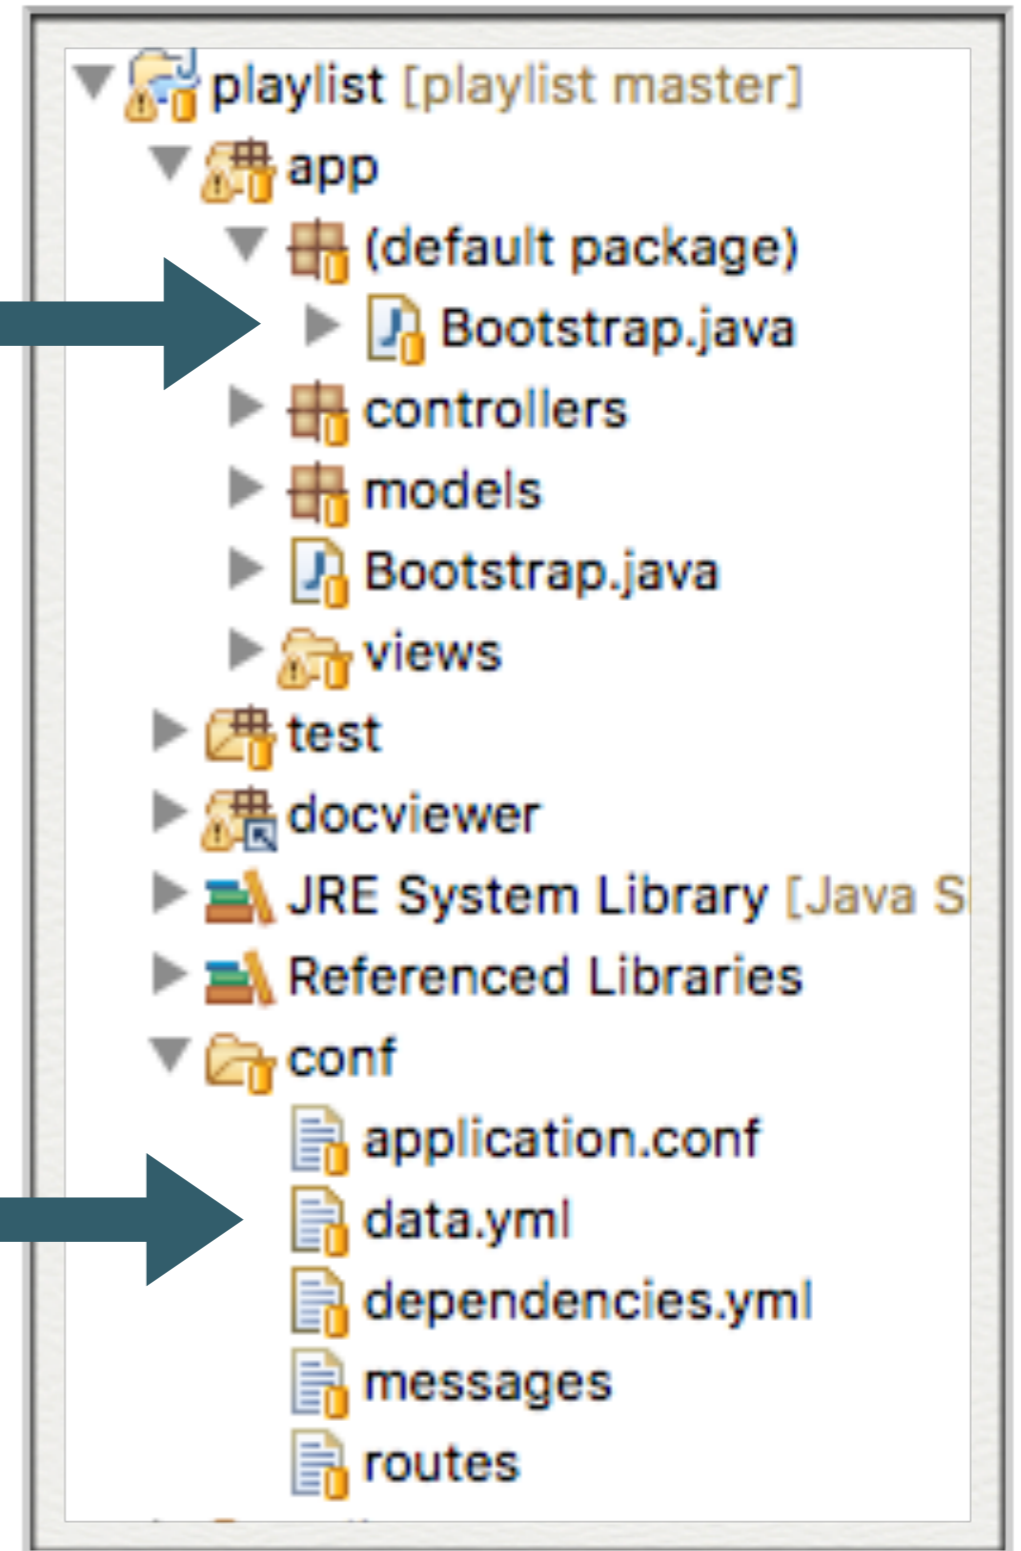 playlist [playlist master]
app
(default package)
Bootstrap.java
controllers
models
Bootstrap.java
views
test
docviewer
JRE System Library [Java S
Referenced Libraries
conf
application.conf
data.yml
dependencies.yml
messages
routes